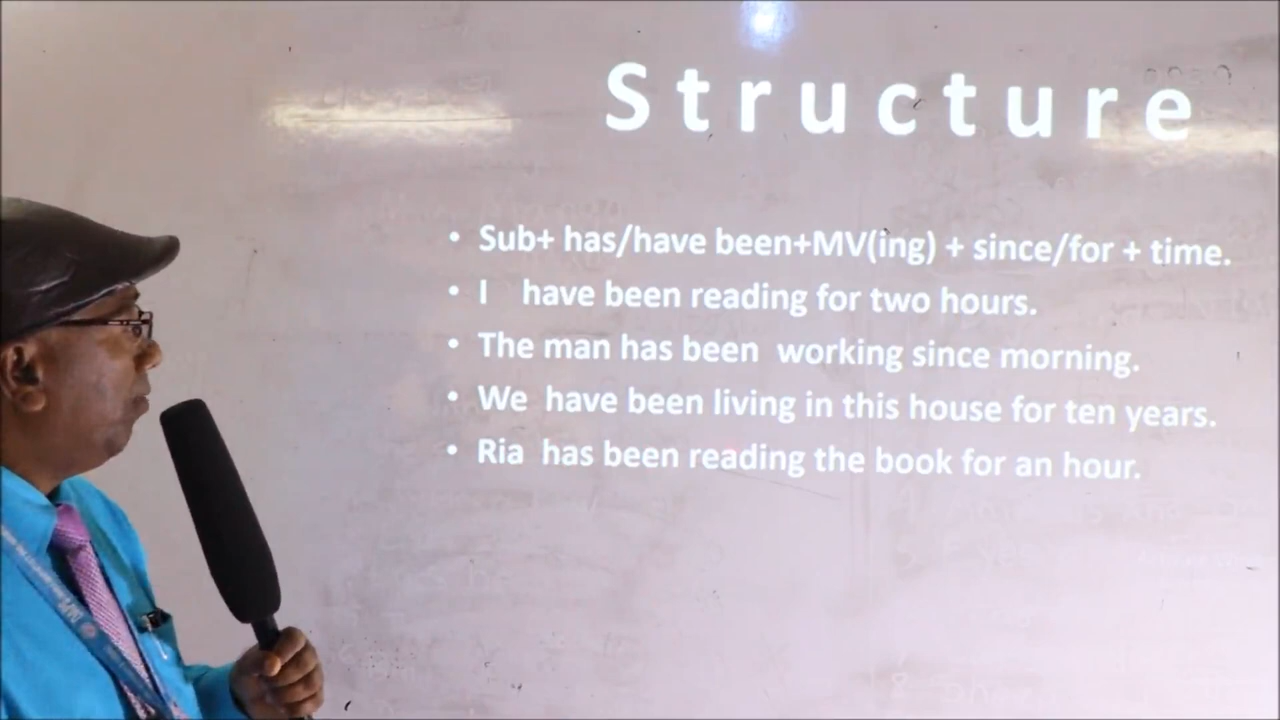 Structure
• Sub+ has/have been+MV(ing) + since/for + time.
• I have been reading for two hours.
• The man has been working since morning.
• We have been living in this house for ten years.
• Ria has been reading the book for an hour.